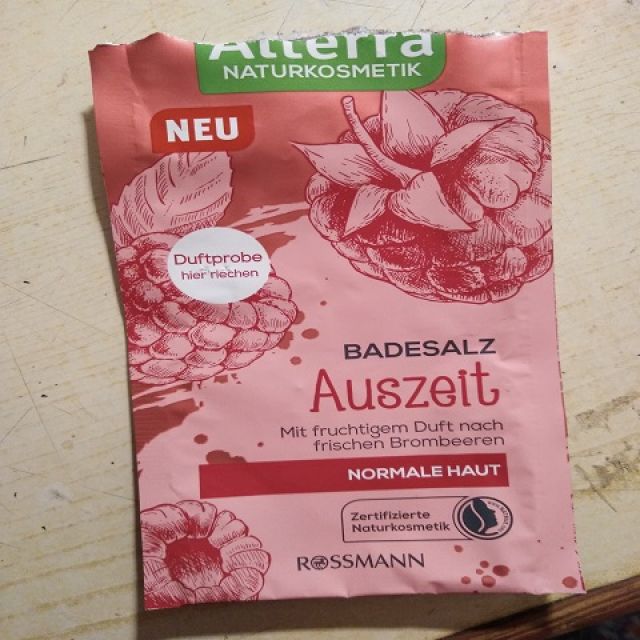 Alterra
NATURKOSMETIK
NEU
Duftprobe
hier riechen
BADESALZ
Auszeit
Mit fruchtigem Duft nach
frischen Brombeeren
NORMALE HAUT
Zertifizierte
Naturkosmetik
ROSSMANN